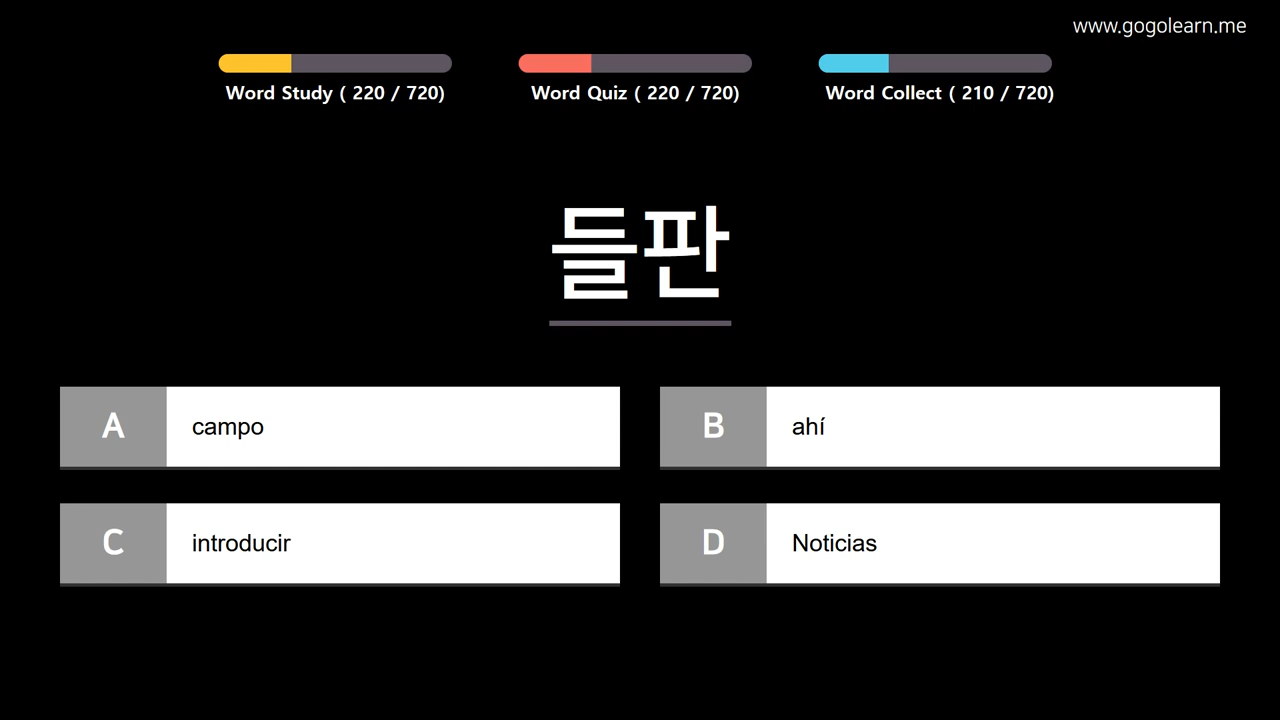 www.gogolearn.me
Word Study ( 220 / 720)
Word Quiz ( 220 / 720)
Word Collect ( 210 / 720)
들판
A campo
B ahí
C introducir
D Noticias